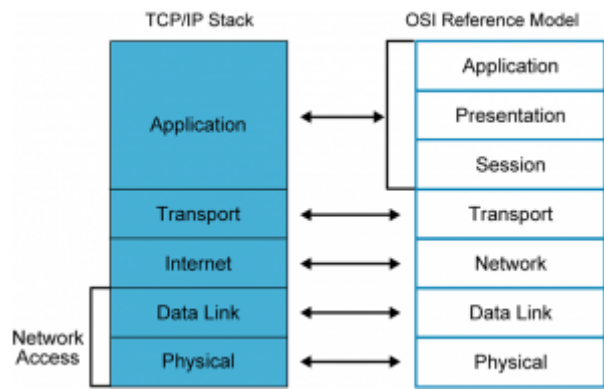 TCP/IP Stack
OSI Reference Model
Application
Application
Presentation
Session
Transport
Transport
Internet
Network
Network
Access
Data Link
Data Link
Physical
Physical